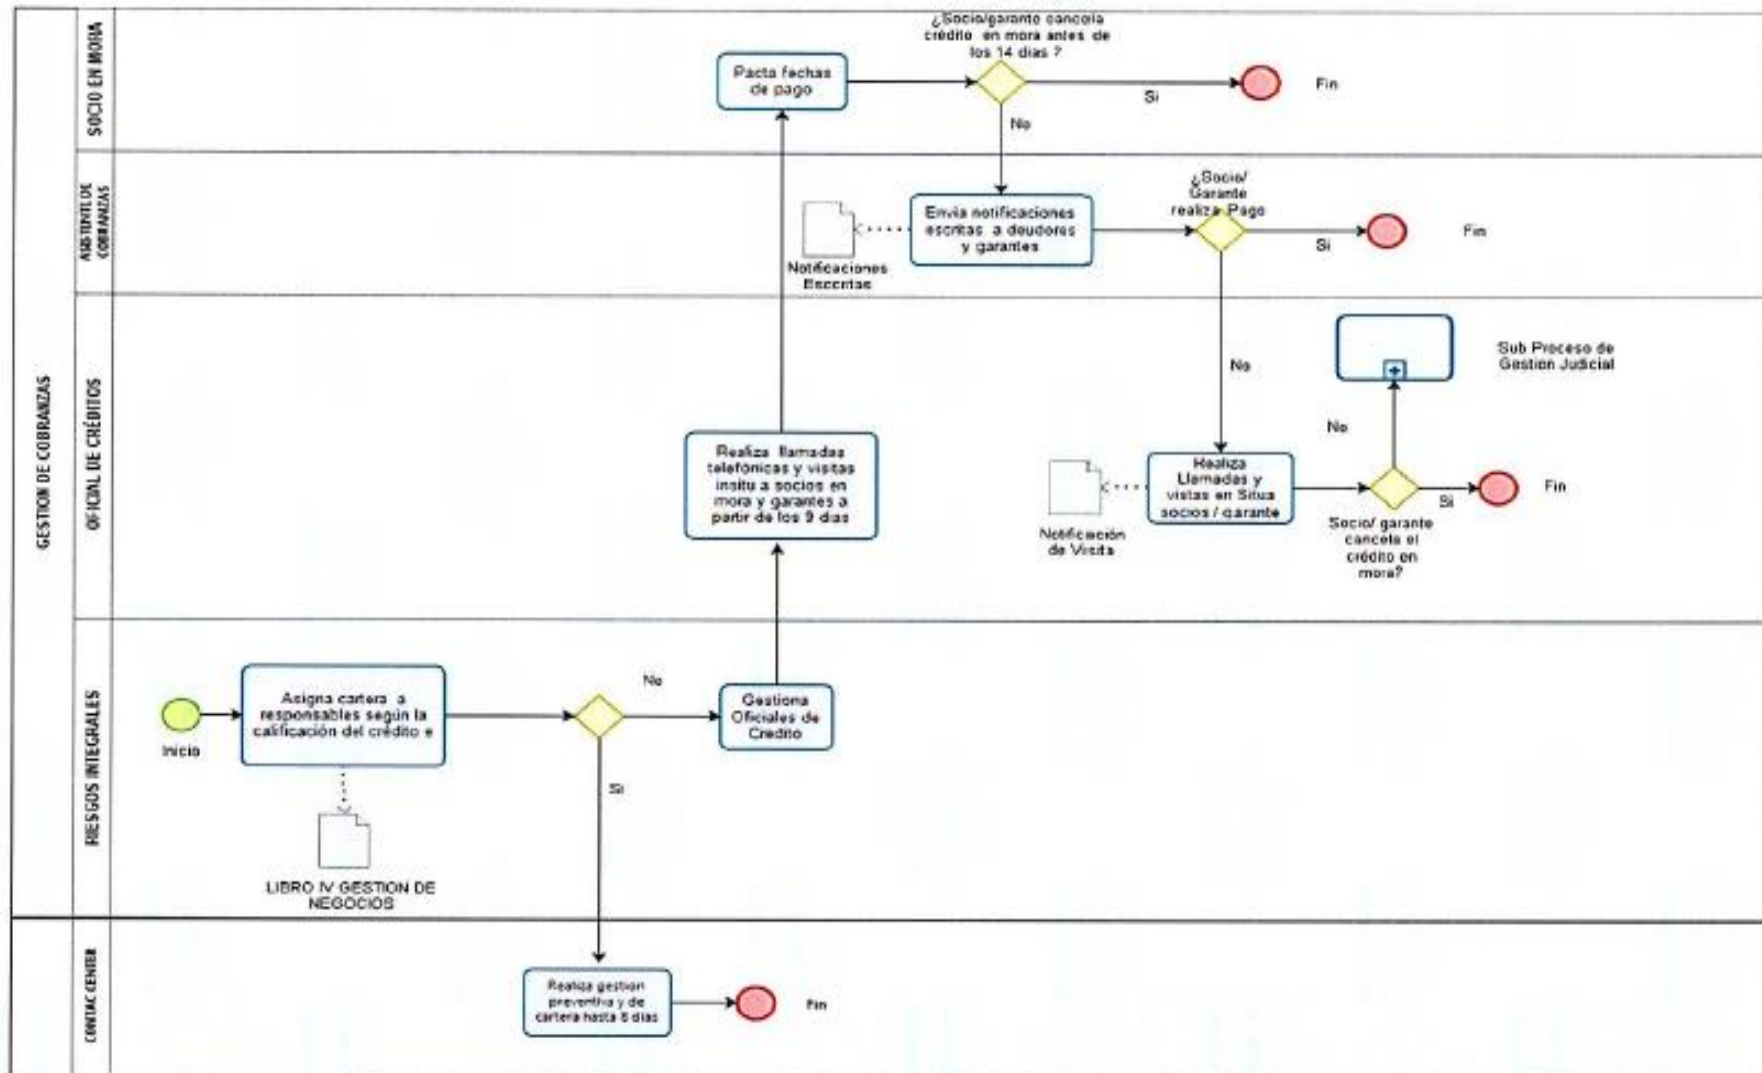 GESTION DE COBRANZAS
SOCIO EN MORA
Pacta fechas
de pago
¿Socio/garante cancela
crédito en mora antes de
los 14 dias ?
Si
Fin
No
ASISTENTE DE
COBRANZAS
Envia notificaciones
escritas a deudores
y garantes
Notificaciones
Escritas
¿Socio/
Garante
realiza Pago
Si
Fin
No
OFICIAL DE CRÉDITOS
Realiza llamadas
telefónicas y visitas
insitu a socios en
mora y garantes a
partir de los 9 dias
Realiza
Llamadas y
vistas en Situa
socios / garante
Notificación
de Visita
Socio/ garante
cancela el
crédito en
mora?
No
Si
Fin
Sub Proceso de
Gestion Judicial
RIESGOS INTEGRALES
Inicio
Asigna cartera a
responsables según la
calificación del crédito e
LIBRO IV GESTION DE
NEGOCIOS
No
Si
Gestiona
Oficiales de
Credito
CONTAC CENTER
Realiza gestion
preventiva y de
cartera hasta 8 dias
Fin